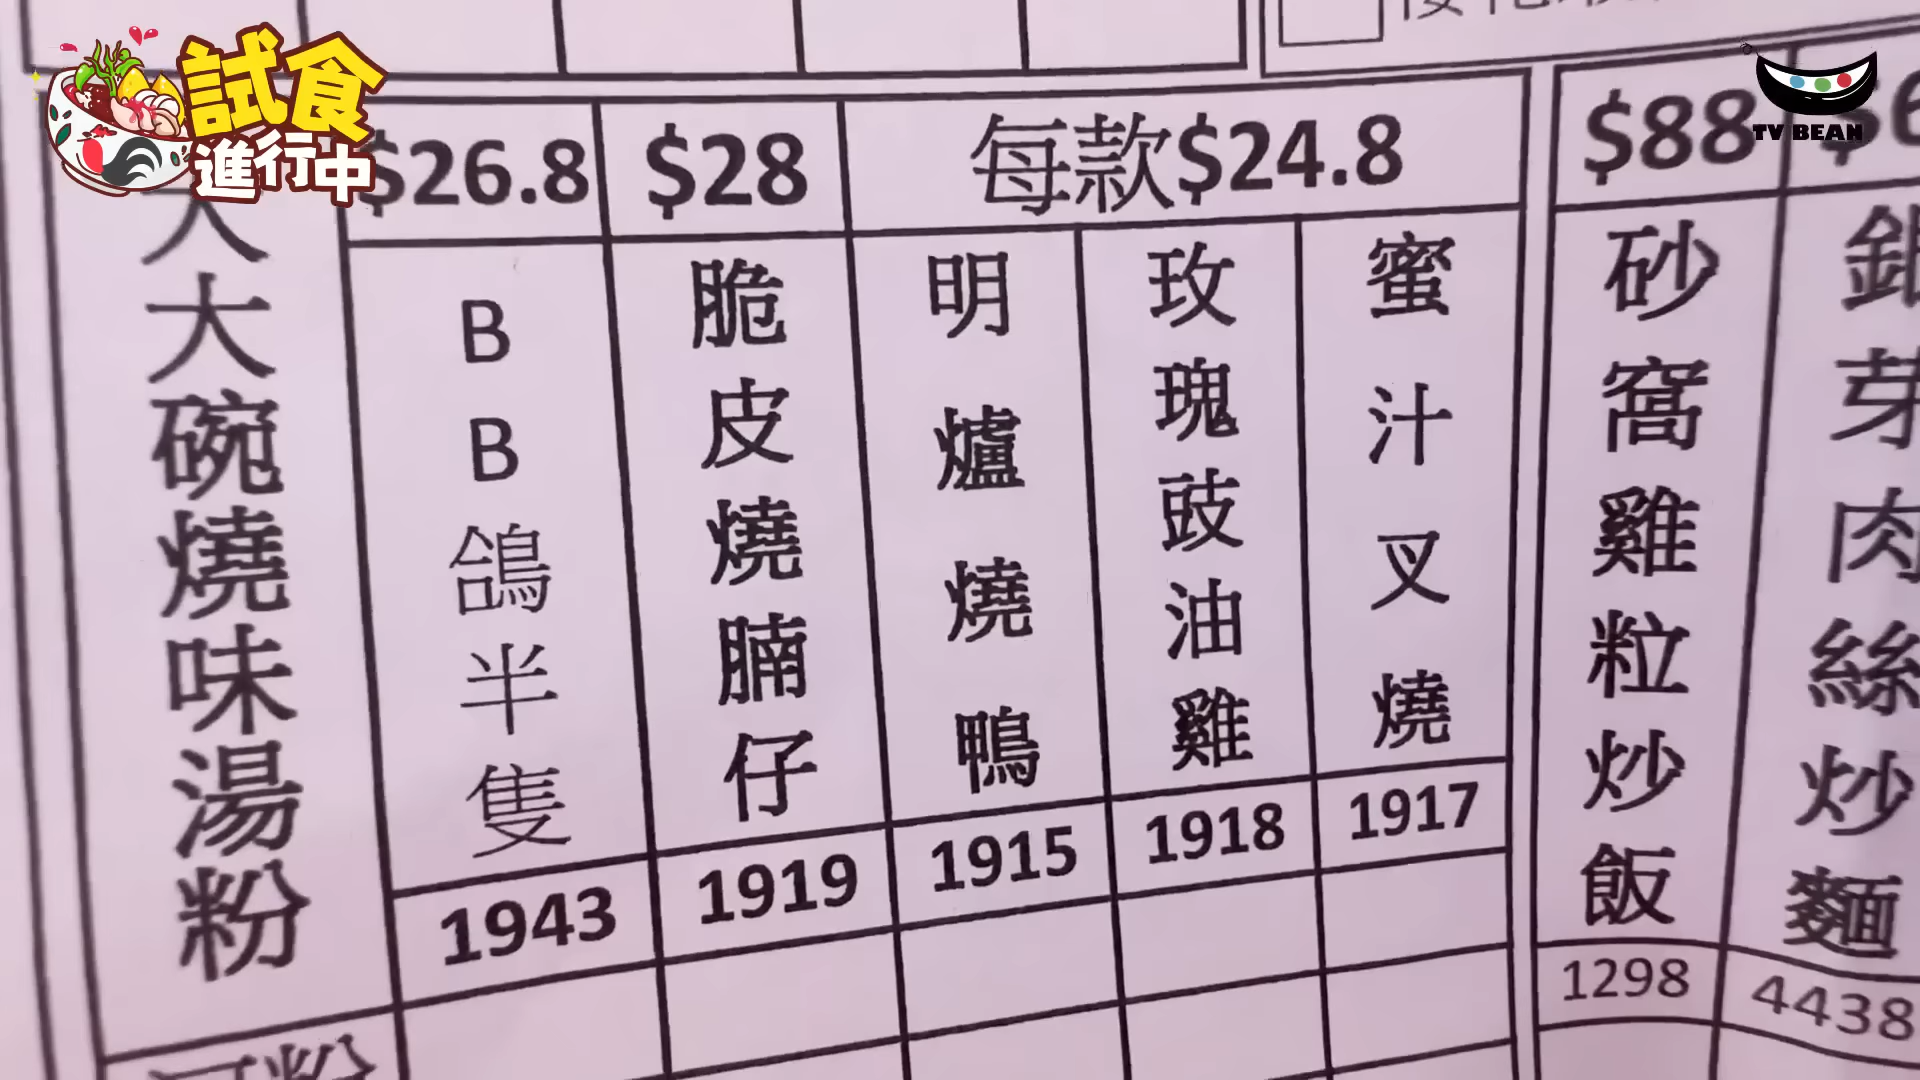 試食
進行中
TV BEAN
$26.8
$28
每款$24.8
$88
大碗燒味湯粉
BB鴿半隻
脆皮燒腩仔
明爐燒鴨
玫瑰豉油雞
蜜汁叉燒
砂窩雞粒炒飯
銀芽肉絲炒麵
1943
1919
1915
1918
1917
1298
4438